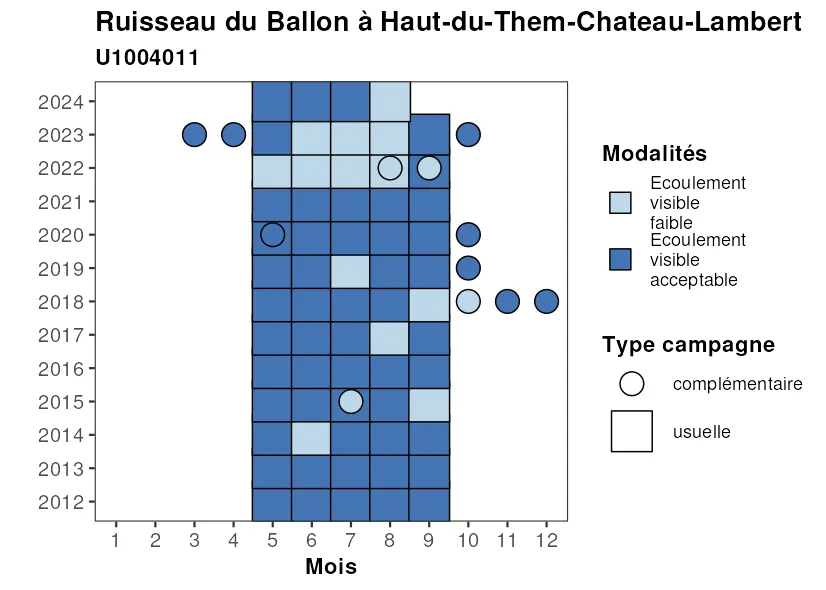 Ruisseau du Ballon à Haut-du-Them-Chateau-Lambert
U1004011
2024
2023
2022
2021
2020
2019
2018
2017
2016
2015
2014
2013
2012
1 2 3 4 5 6 7 8 9 10 11 12
Mois
Modalités
Ecoulement
visible
faible
Ecoulement
visible
acceptable
Type campagne
complémentaire
usuelle